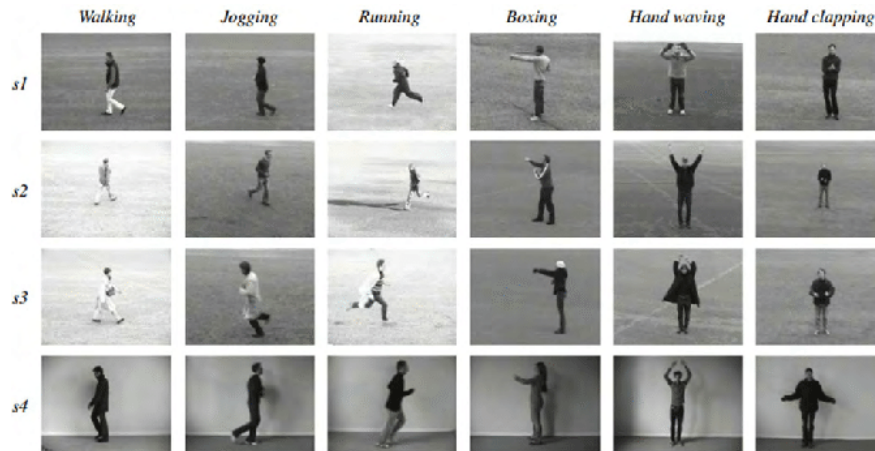 Walking Jogging Running Boxing Hand waving Hand clapping
s1
s2
s3
s4